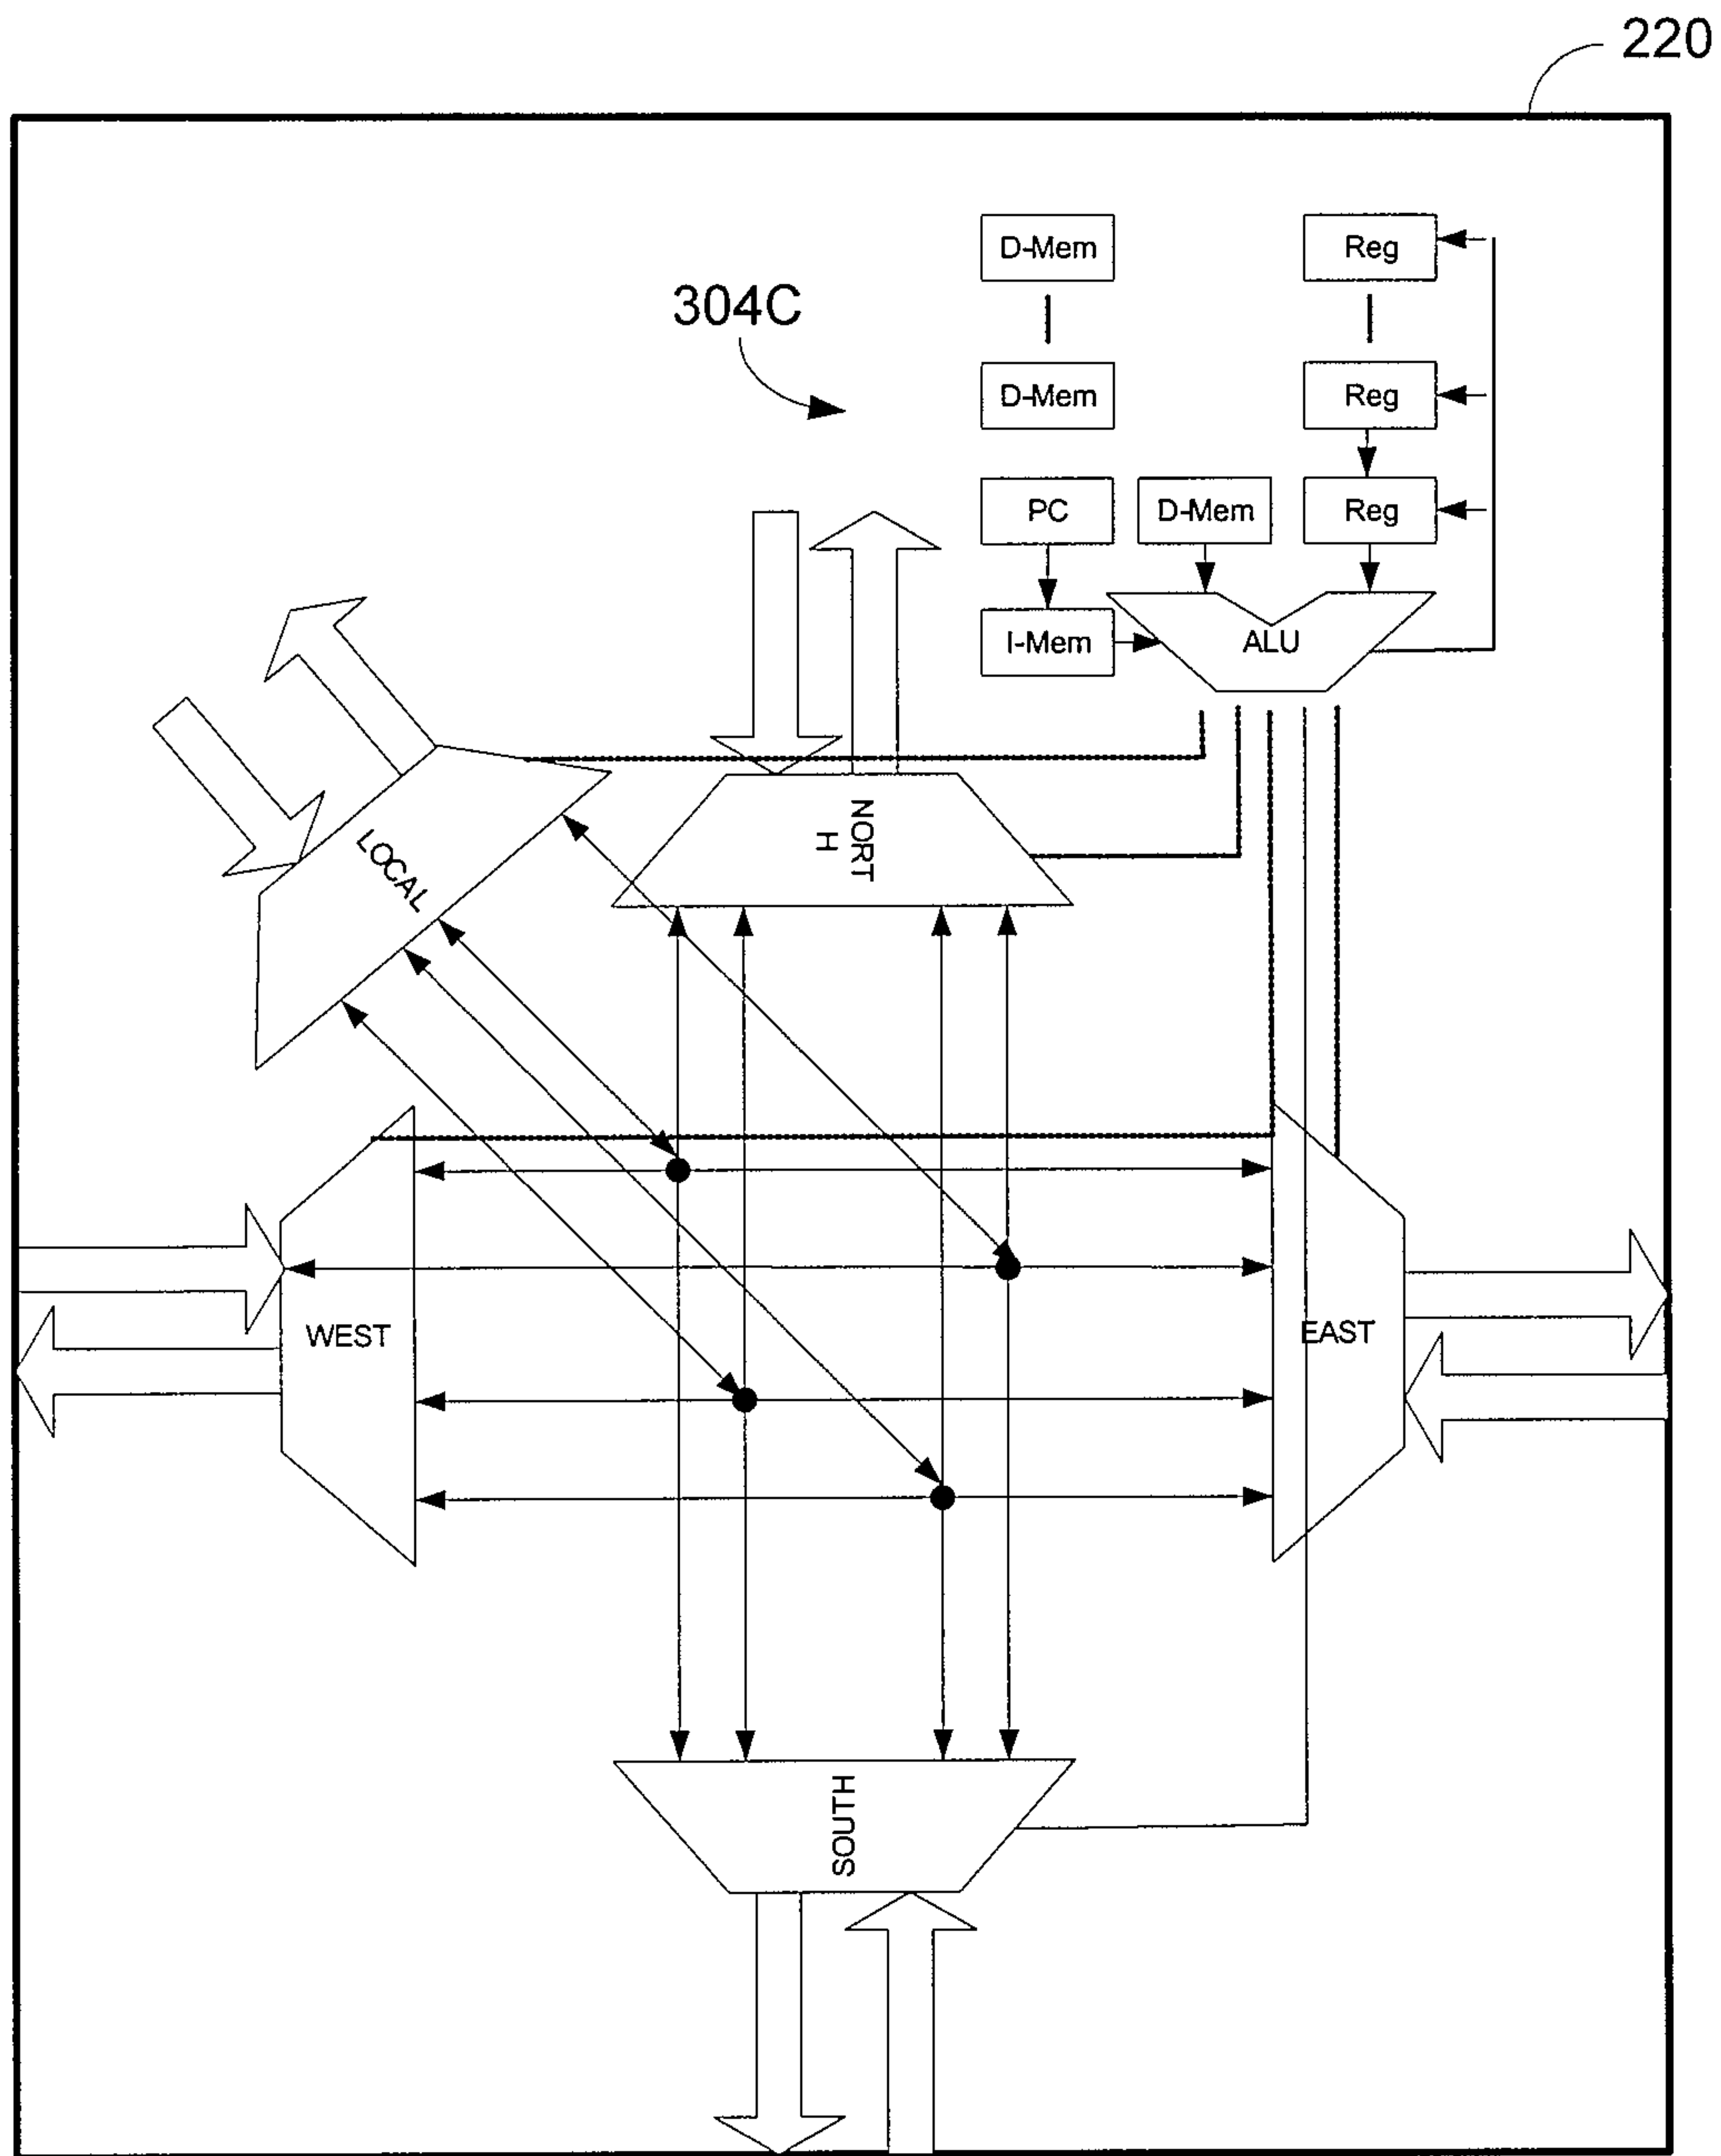 220
D-Mem
Reg
304C
D-Mem
Reg
PC
D-Mem
Reg
I-Mem
ALU
NORT
H
LOCAL
WEST
EAST
SOUTH